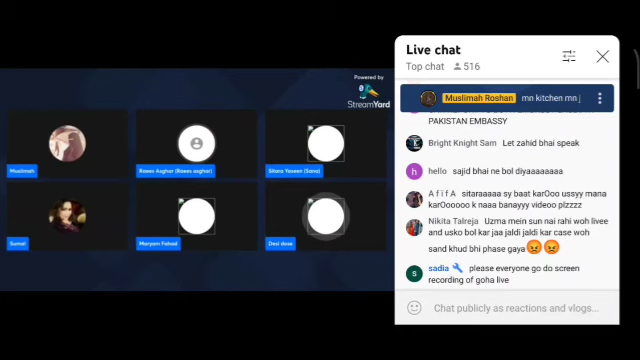 Powered by
StreamYard
Muslimah
Raees Asghar (Raees asghar)
Sitara Yaseen (Sana)
Sumal
Maryam Fahad
Desi dose
Live chat
Top chat 516
Muslimah Roshan mn kitchen mn j
PAKISTAN EMBASSY
Bright Knight Sam Let zahid bhai speak
hello sajid bhai ne bol diyaaaaaaaa
A f ï f A sitaraaaaa sy baat karOoo ussyy mana
karOooooo k naaa banayyy videoo plzzzz
Nikita Talreja Uzma mein sun nai rahi woh livee
and usko bol kar jaa jaldi jaldi kar case woh
sand khud bhi phase gaya
sadia please everyone go do screen
recording of goha live
Chat publicly as reactions and vlogs...